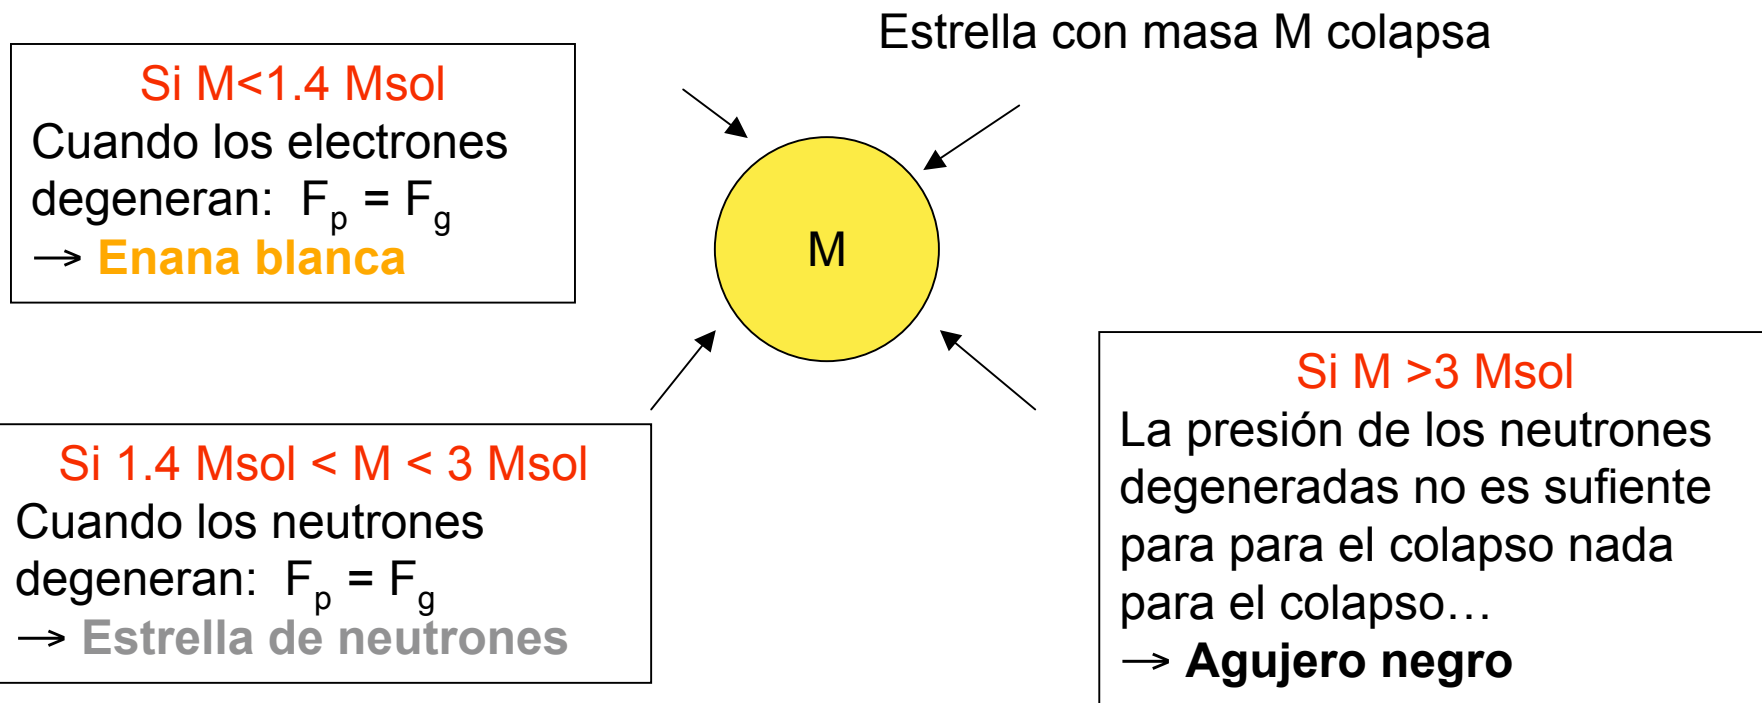 Estrella con masa M colapsa
Si M<1.4 Msol
Cuando los electrones
degeneran: Fp = Fg
→ Enana blanca
M
Si 1.4 Msol < M < 3 Msol
Cuando los neutrones
degeneran: Fp = Fg
→ Estrella de neutrones
Si M >3 Msol
La presión de los neutrones
degeneradas no es sufiente
para para el colapso nada
para el colapso…
→ Agujero negro